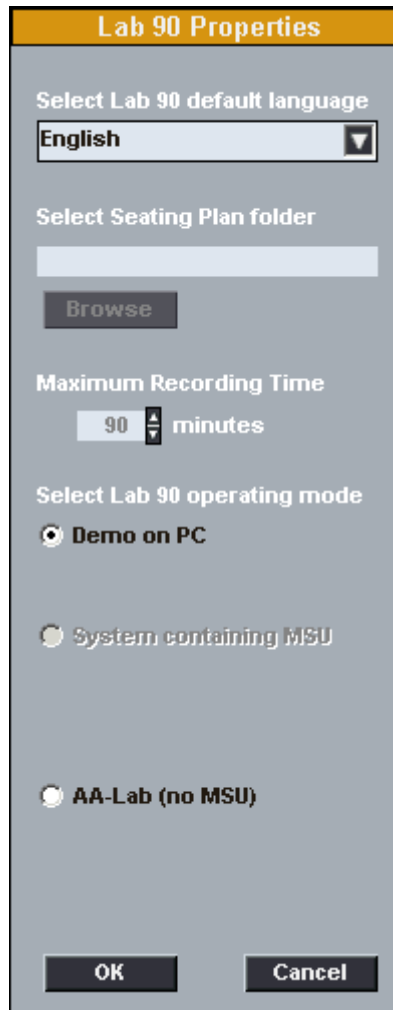 Lab 90 Properties
Select Lab 90 default language
English
Select Seating Plan folder
Browse
Maximum Recording Time
90 minutes
Select Lab 90 operating mode
Demo on PC
System containing MSU
AA-Lab (no MSU)
OK Cancel